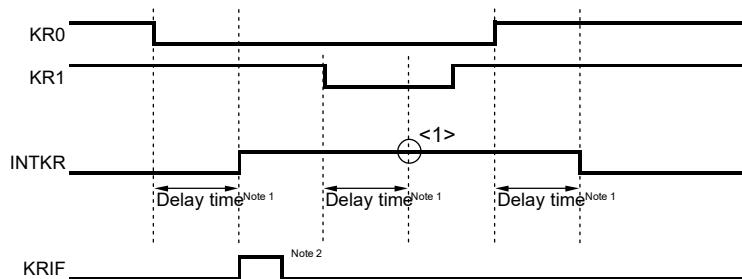 KR0
KR1
<1>
INTKR
Delay time Note 1 Delay time Note 1 Delay time Note 1
Note 2
KRIF